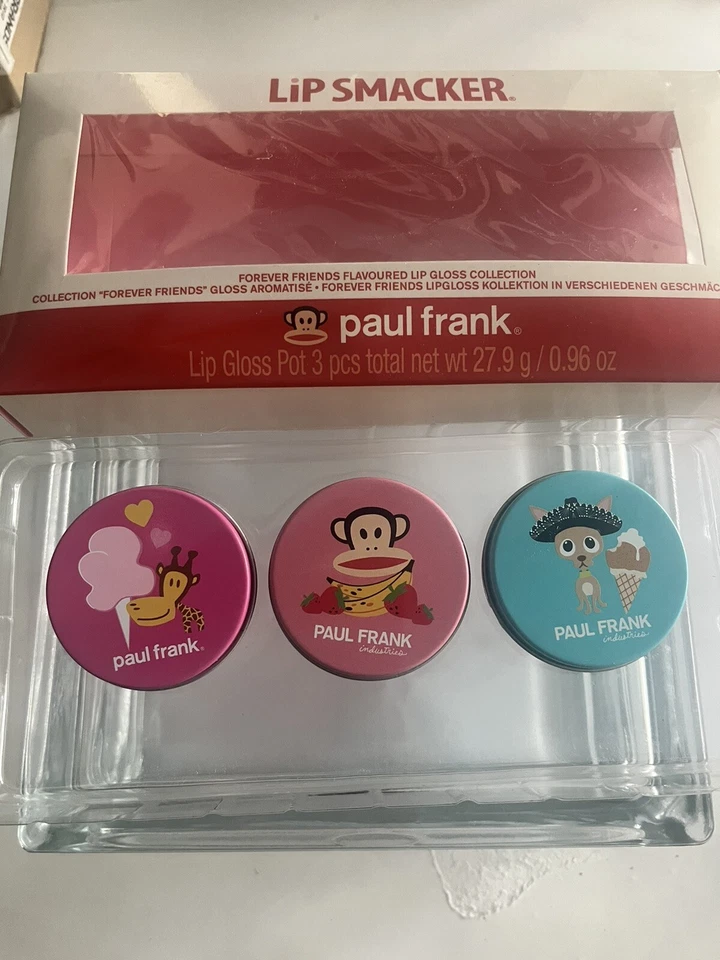 LiP SMACKER®
FOREVER FRIENDS FLAVOURED LIP GLOSS COLLECTION
COLLECTION "FOREVER FRIENDS" GLOSS AROMATISÉ • FOREVER FRIENDS LIPGLOSS KOLLEKTION IN VERSCHIEDENEN GESCHMAC
paul frank®
Lip Gloss Pot 3 pcs total net wt 27.9 g / 0.96 oz
paul frank®
PAUL FRANK
industries
PAUL FRANK
industries